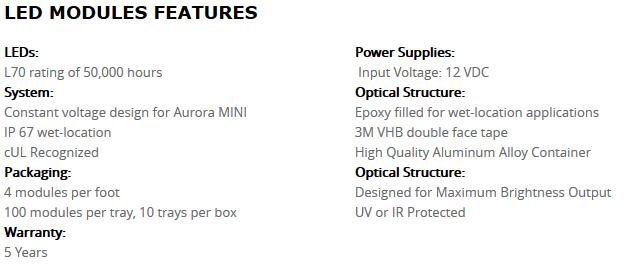 LED MODULES FEATURES
LEDs:
L70 rating of 50,000 hours
System:
Constant voltage design for Aurora MINI
IP 67 wet-location
cUL Recognized
Packaging:
4 modules per foot
100 modules per tray, 10 trays per box
Warranty:
5 Years
Power Supplies:
Input Voltage: 12 VDC
Optical Structure:
Epoxy filled for wet-location applications
3M VHB double face tape
High Quality Aluminum Alloy Container
Optical Structure:
Designed for Maximum Brightness Output
UV or IR Protected